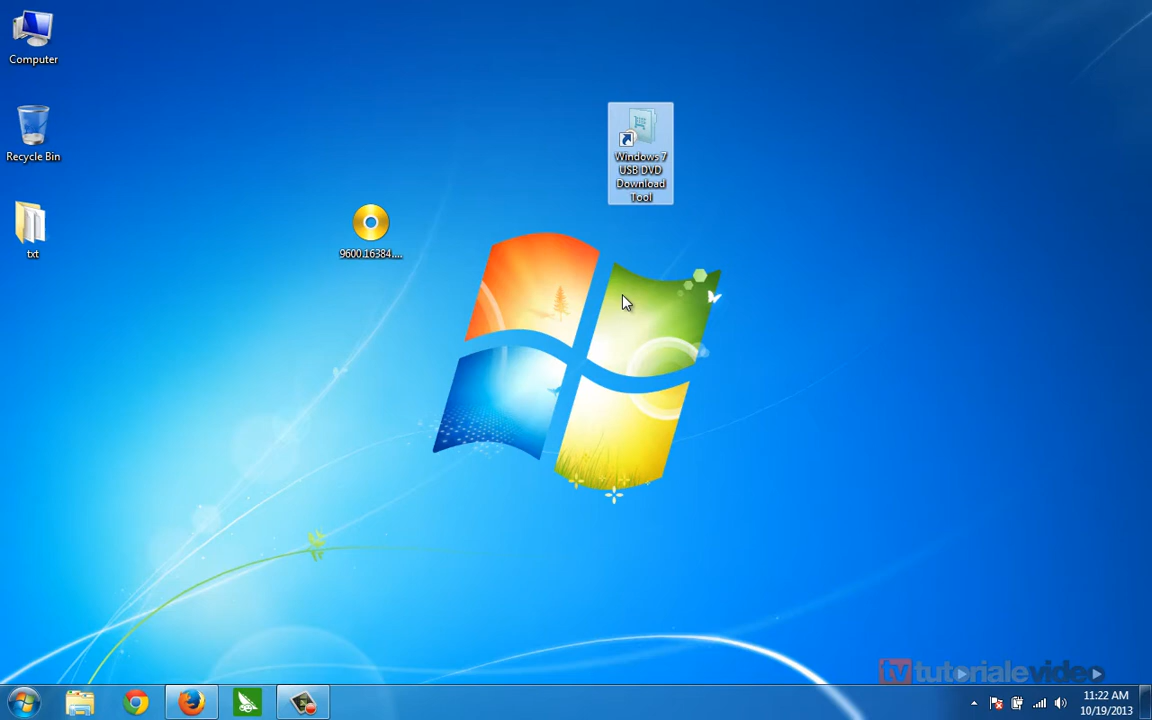 Computer
Recycle Bin
txt
9600.16384....
Windows 7
USB DVD
Download
Tool
tv tutorialevideo
11:22 AM
10/19/2013